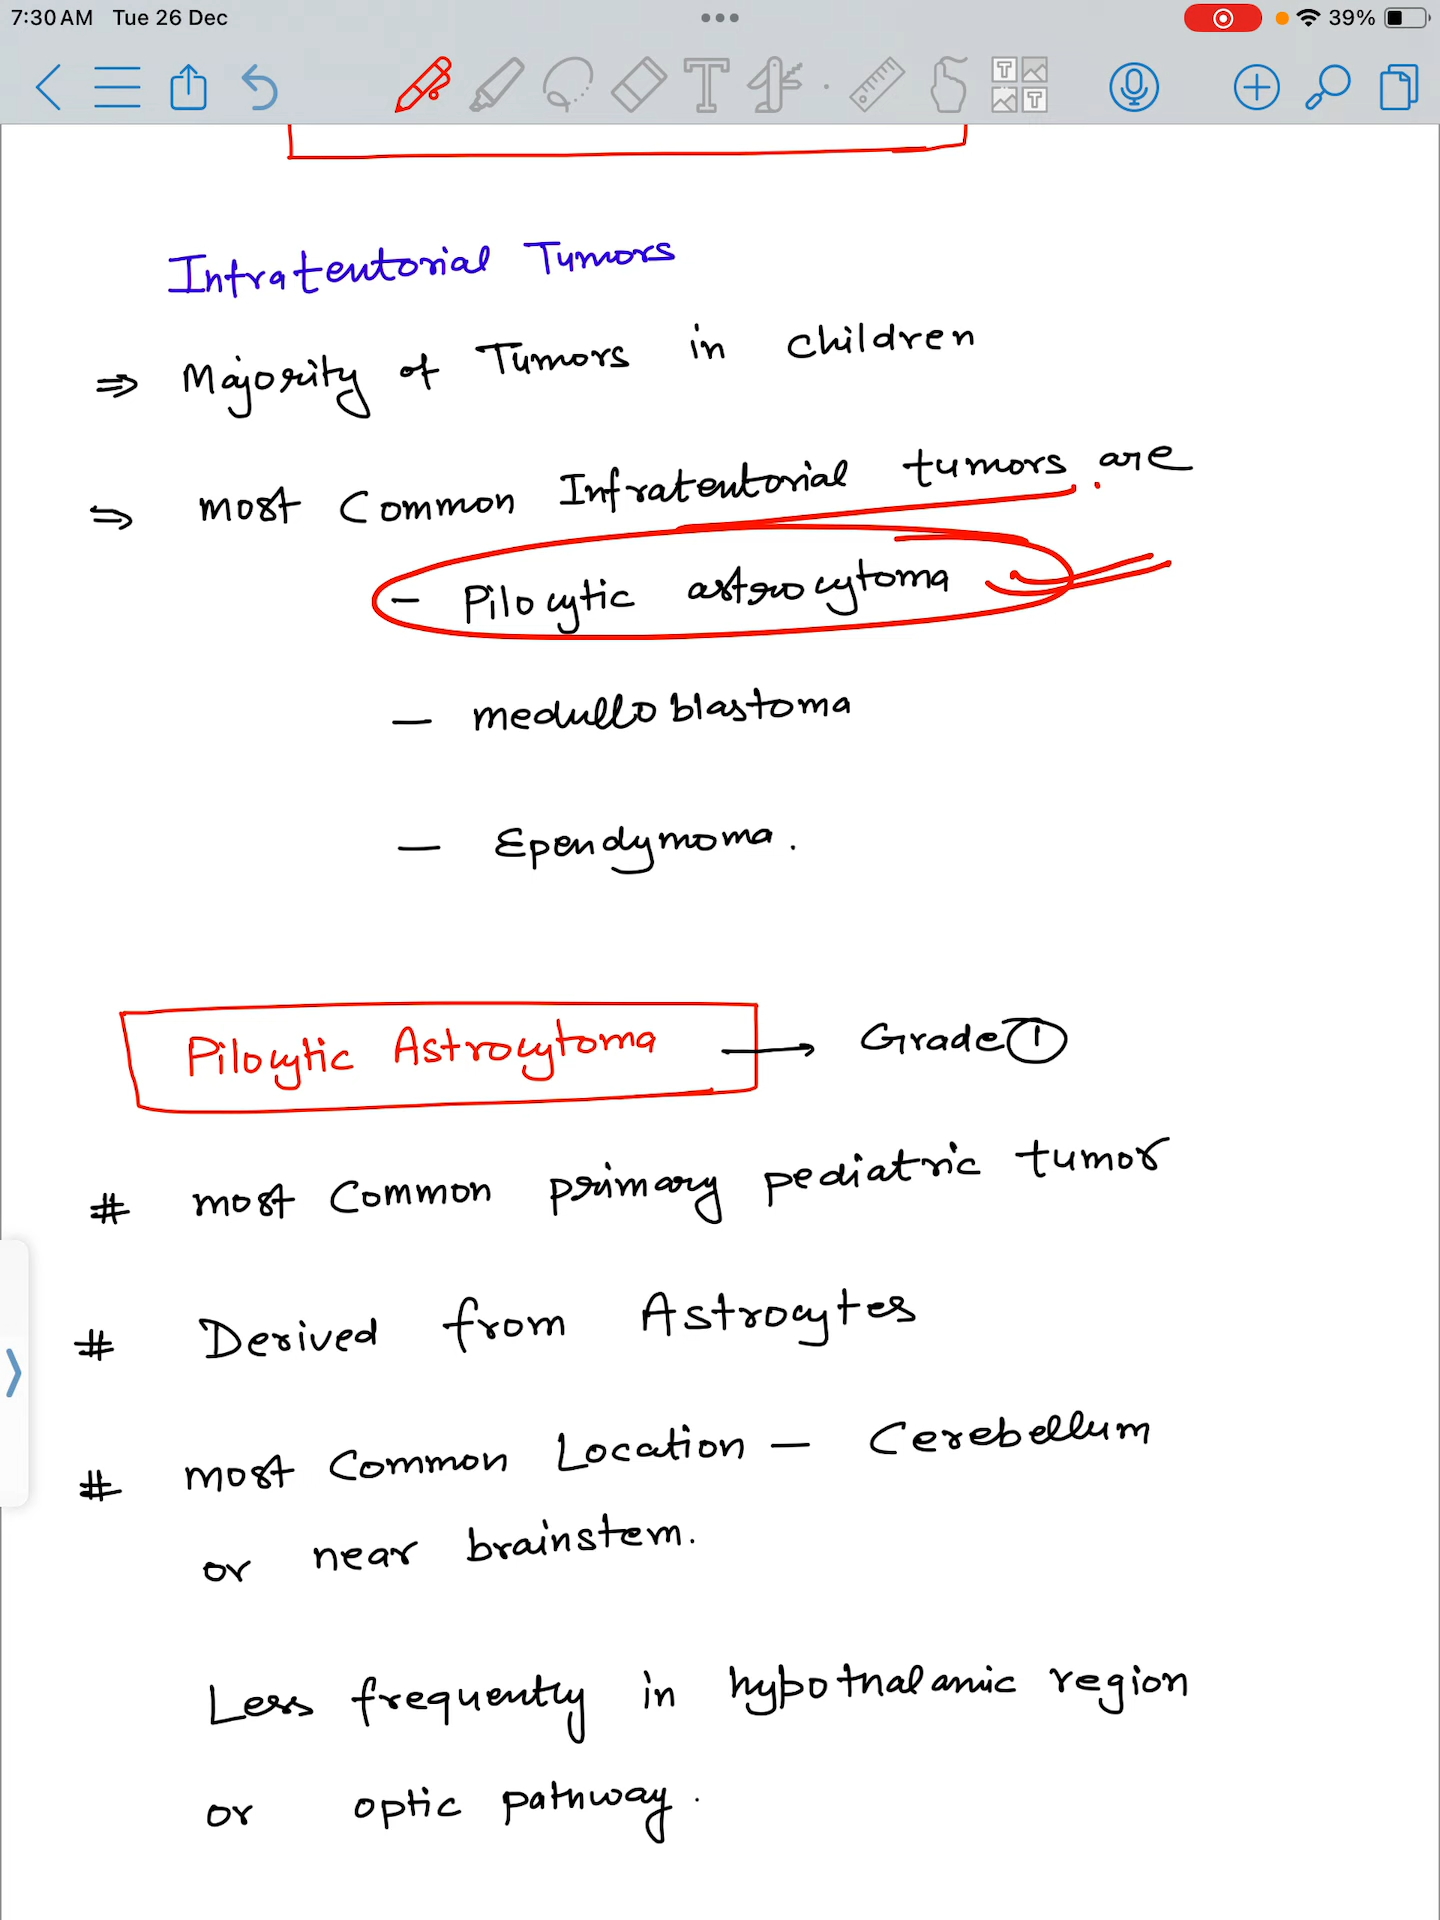 7:30 AM Tue 26 Dec
39%
Infratentorial Tumors
⇒ Majority of Tumors in children
⇒ most Common Infratentorial tumors are
- Pilocytic astrocytoma
- medulloblastoma
- Ependymoma.
Pilocytic Astrocytoma → Grade 1
# most Common primary pediatric tumor
# Derived from Astrocytes
# most Common Location - Cerebellum
or near brainstem.
Less frequently in hypothalamic region
or optic pathway.